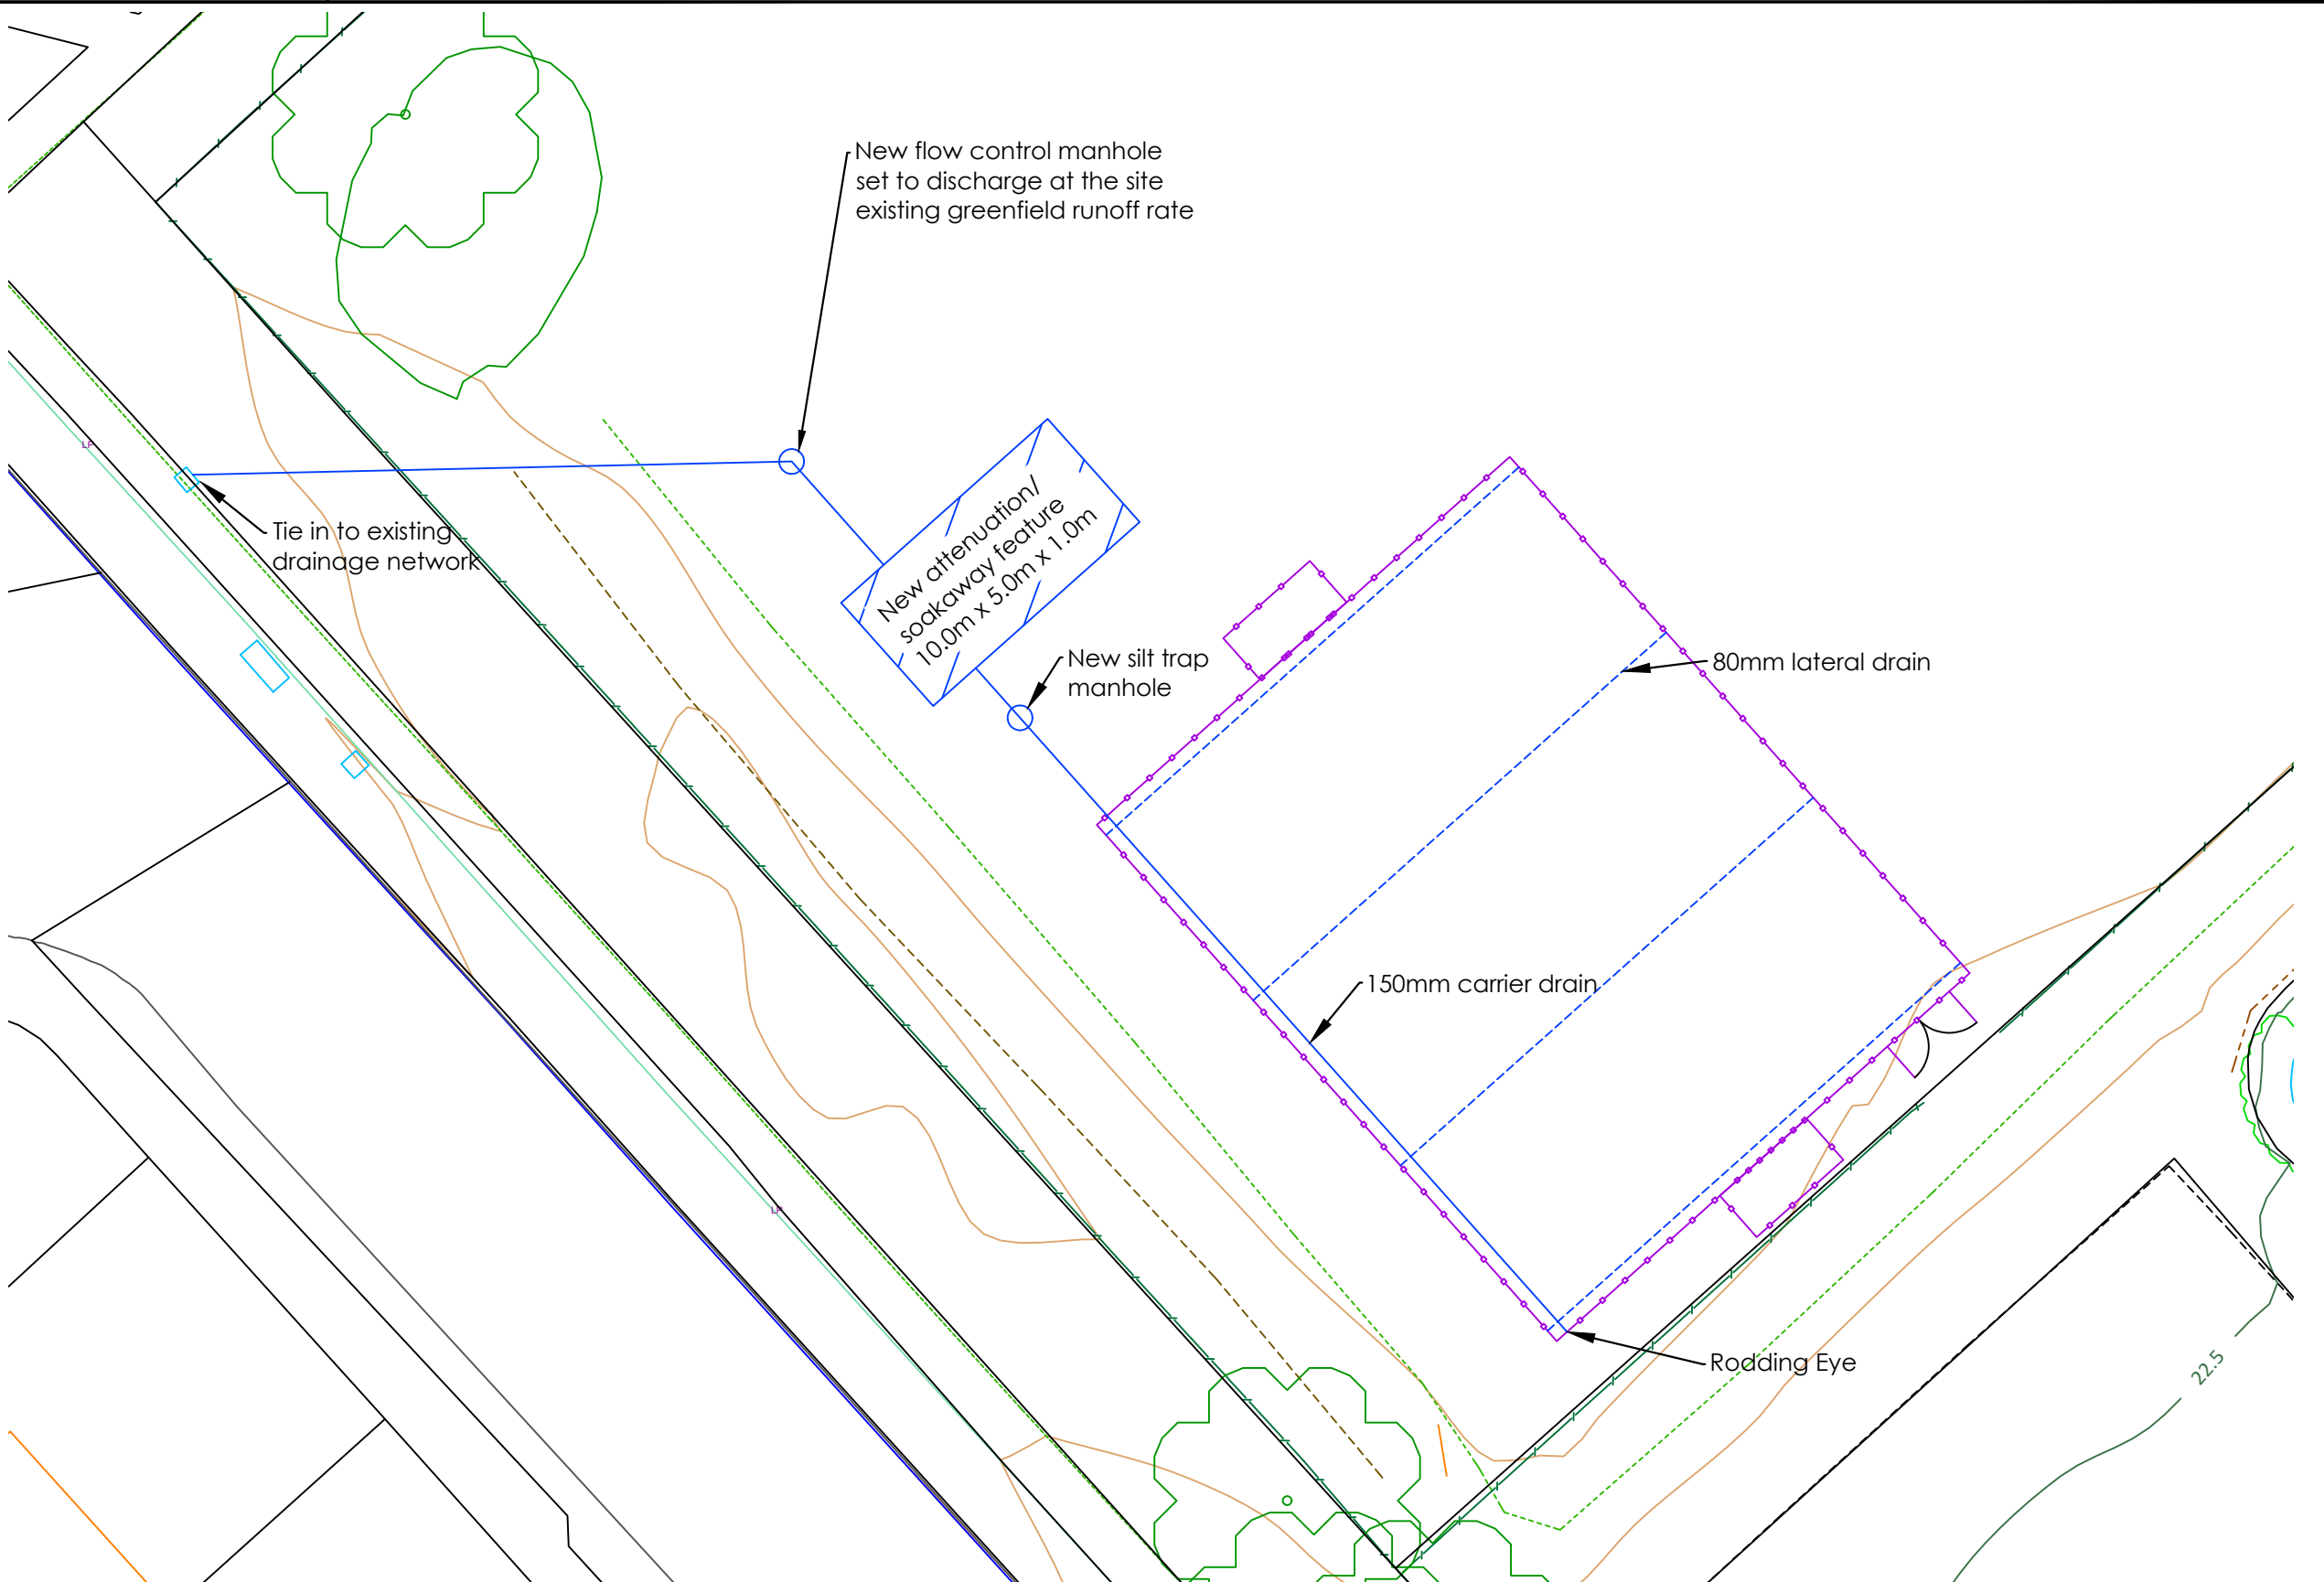 New flow control manhole
set to discharge at the site
existing greenfield runoff rate
LP
Tie in to existing
drainage network
New attenuation/
soakaway feature
10.0m x 5.0m x 1.0m
New silt trap
manhole
80mm lateral drain
150mm carrier drain
LP
Rodding Eye
22.5